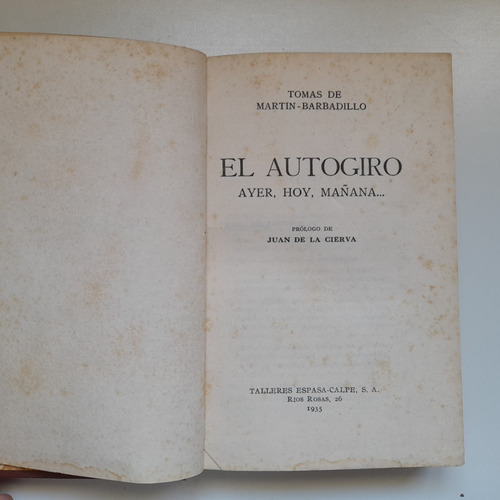 TOMAS DE
MARTIN-BARBADILLO
EL AUTOGIRO
AYER, HOY, MAÑANA...
PRÓLOGO DE
JUAN DE LA CIERVA
TALLERES ESPASA-CALPE, S. A.
RIOS ROSAS, 26
1935